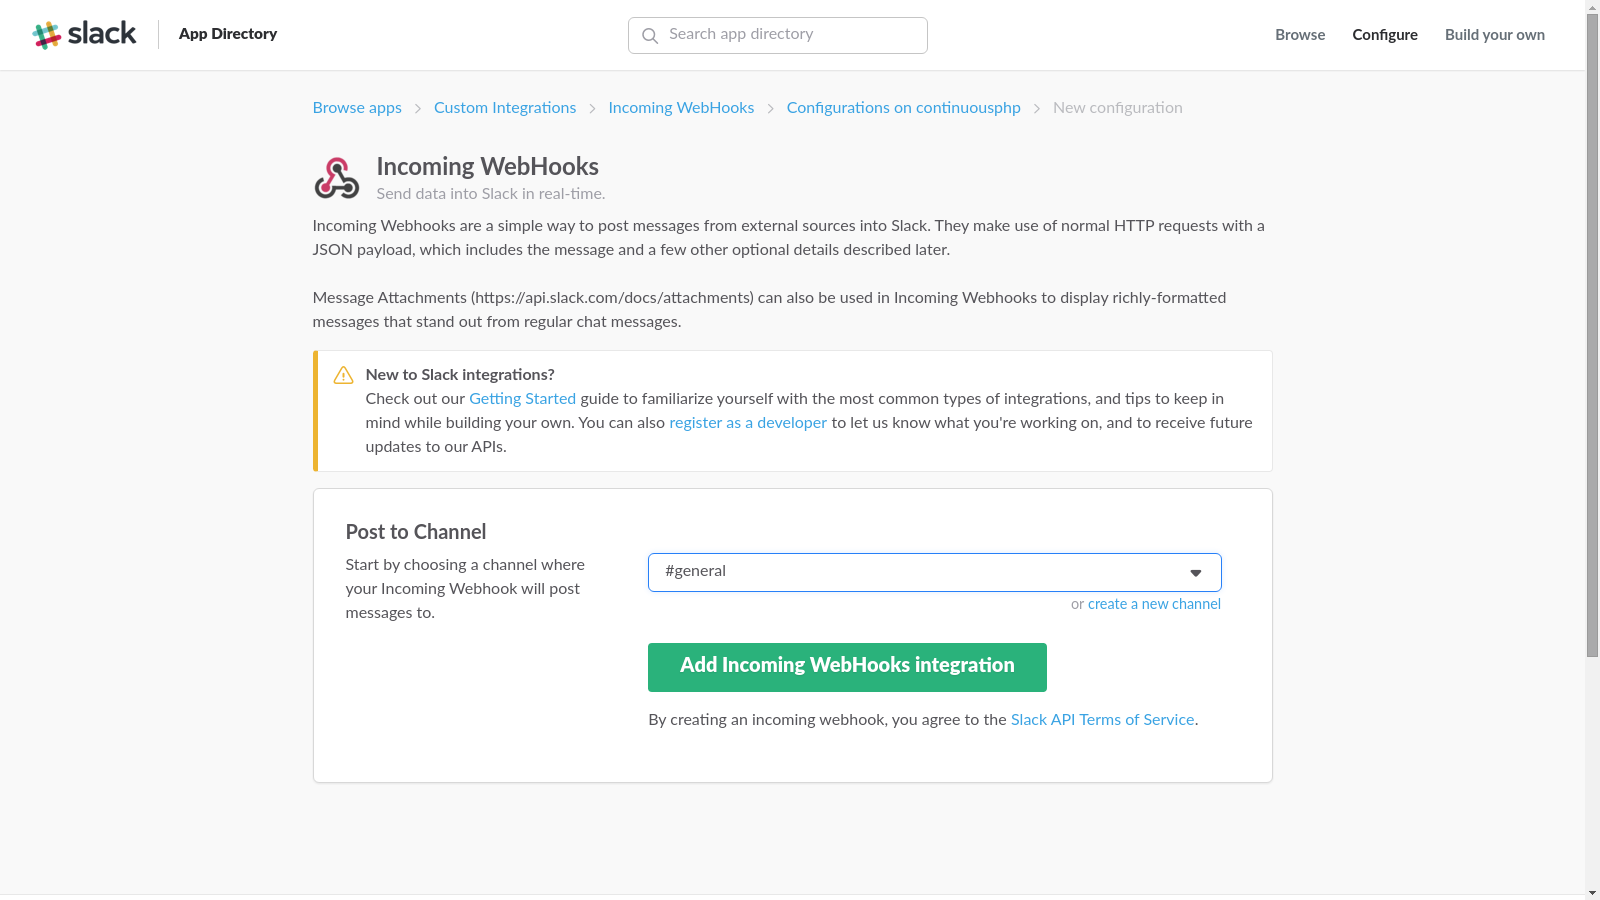 slack
App Directory
Search app directory
Browse
Configure
Build your own
Browse apps > Custom Integrations > Incoming WebHooks > Configurations on continuousphp > New configuration
Incoming WebHooks
Send data into Slack in real-time.
Incoming Webhooks are a simple way to post messages from external sources into Slack. They make use of normal HTTP requests with a
JSON payload, which includes the message and a few other optional details described later.
Message Attachments (https://api.slack.com/docs/attachments) can also be used in Incoming Webhooks to display richly-formatted
messages that stand out from regular chat messages.
New to Slack integrations?
Check out our Getting Started guide to familiarize yourself with the most common types of integrations, and tips to keep in
mind while building your own. You can also register as a developer to let us know what you're working on, and to receive future
updates to our APIs.
Post to Channel
Start by choosing a channel where
your Incoming Webhook will post
messages to.
#general
or create a new channel
Add Incoming WebHooks integration
By creating an incoming webhook, you agree to the Slack API Terms of Service.